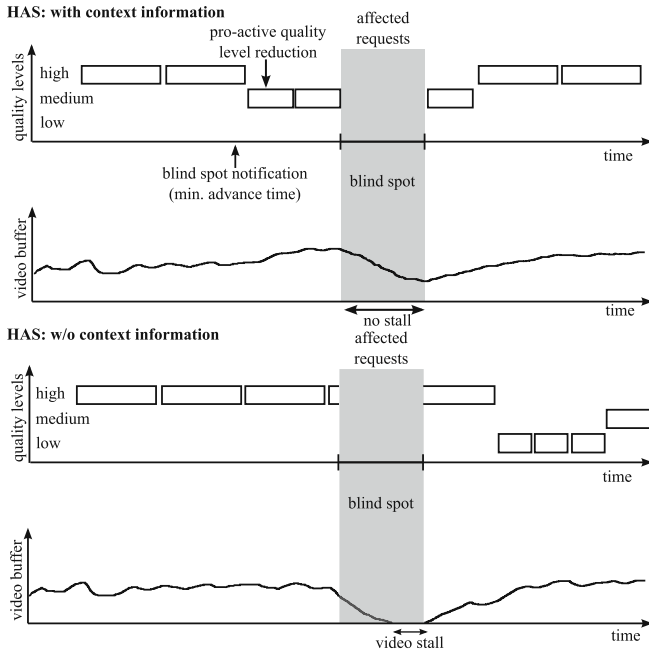 HAS: with context information
affected
requests
pro-active quality
level reduction
quality levels
high
medium
low
time
blind spot notification
(min. advance time)
blind spot
video buffer
time
no stall
HAS: w/o context information
affected
requests
quality levels
high
medium
low
time
blind spot
video buffer
time
video stall